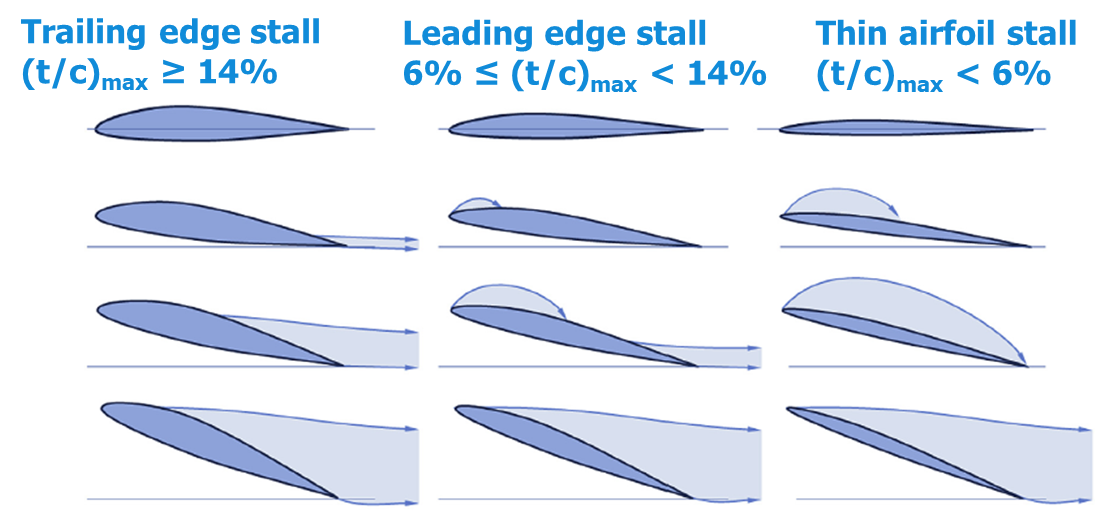 Trailing edge stall
(t/c)max ≥ 14%
Leading edge stall
6% ≤ (t/c)max < 14%
Thin airfoil stall
(t/c)max < 6%